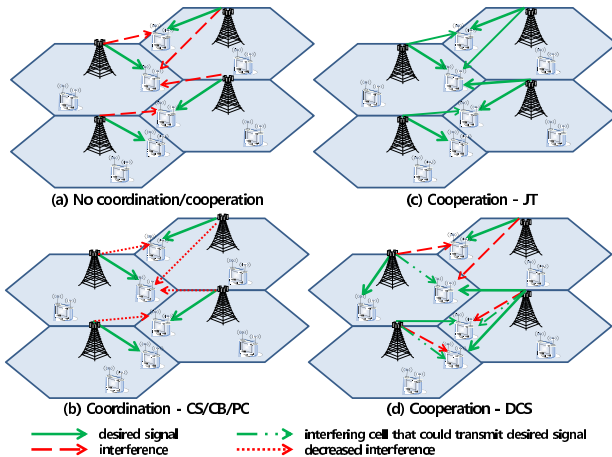 (a) No coordination/cooperation
(c) Cooperation - JT
(b) Coordination - CS/CB/PC
(d) Cooperation - DCS
desired signal
interfering cell that could transmit desired signal
interference
decreased interference